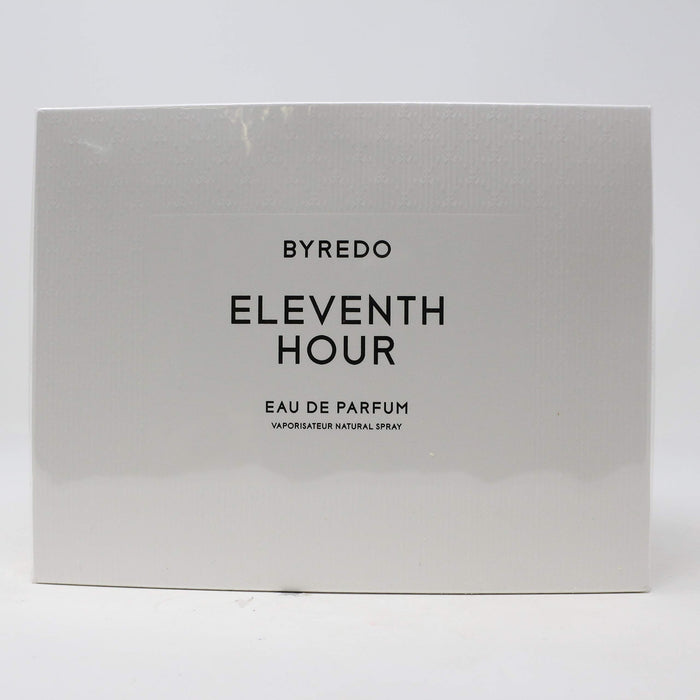 BYREDO
ELEVENTH
HOUR
EAU DE PARFUM
VAPORISATEUR NATURAL SPRAY